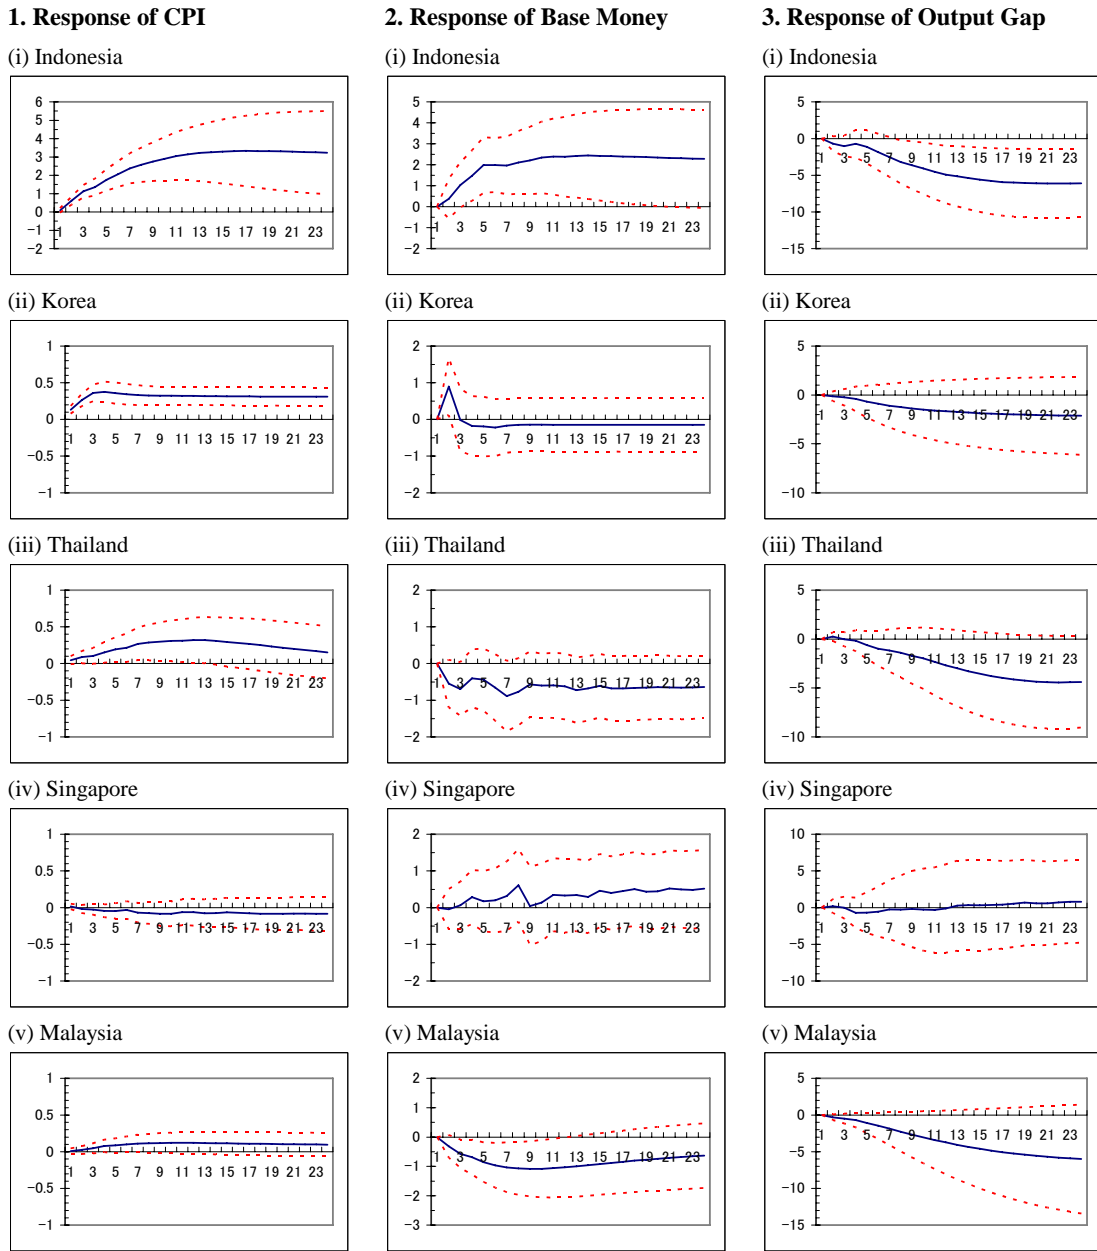 1. Response of CPI 2. Response of Base Money 3. Response of Output Gap
(i) Indonesia (i) Indonesia (i) Indonesia
6 5 4 3 2 1 0 −1 −2
1 3 5 7 9 11 13 15 17 19 21 23
5 4 3 2 1 0 −1 −2
1 3 5 7 9 11 13 15 17 19 21 23
5 0 −5 −10 −15
1 3 5 7 9 11 13 15 17 19 21 23
(ii) Korea (ii) Korea (ii) Korea
1 0.5 0 −0.5 −1
1 3 5 7 9 11 13 15 17 19 21 23
2 1 0 −1 −2
1 3 5 7 9 11 13 15 17 19 21 23
5 0 −5 −10
1 3 5 7 9 11 13 15 17 19 21 23
(iii) Thailand (iii) Thailand (iii) Thailand
1 0.5 0 −0.5 −1
1 3 5 7 9 11 13 15 17 19 21 23
2 1 0 −1 −2
1 3 5 7 9 11 13 15 17 19 21 23
5 0 −5 −10
1 3 5 7 9 11 13 15 17 19 21 23
(iv) Singapore (iv) Singapore (iv) Singapore
1 0.5 0 −0.5 −1
1 3 5 7 9 11 13 15 17 19 21 23
2 1 0 −1 −2
1 3 5 7 9 11 13 15 17 19 21 23
10 5 0 −5 −10
1 3 5 7 9 11 13 15 17 19 21 23
(v) Malaysia (v) Malaysia (v) Malaysia
1 0.5 0 −0.5 −1
1 3 5 7 9 11 13 15 17 19 21 23
2 1 0 −1 −2 −3
1 3 5 7 9 11 13 15 17 19 21 23
5 0 −5 −10 −15
1 3 5 7 9 11 13 15 17 19 21 23